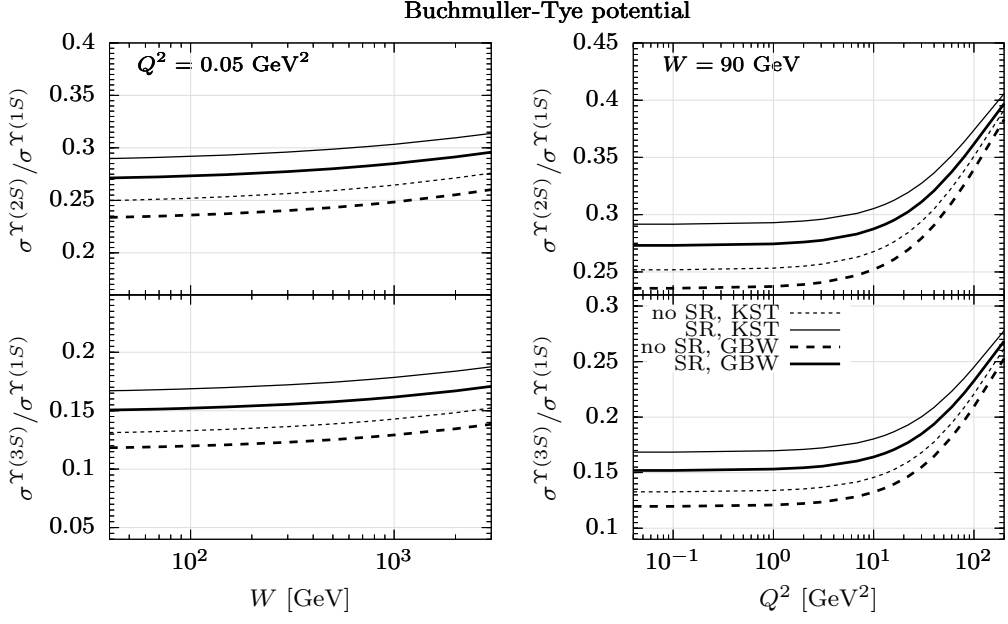 Buchmuller-Tye potential
Q² = 0.05 GeV²
σ^Υ(2S)/σ^Υ(1S)
0.4
0.35
0.3
0.25
0.2
σ^Υ(3S)/σ^Υ(1S)
0.2
0.15
0.1
0.05
10² 10³
W [GeV]
W = 90 GeV
σ^Υ(2S)/σ^Υ(1S)
0.45
0.4
0.35
0.3
0.25
σ^Υ(3S)/σ^Υ(1S)
0.3
0.25
0.2
0.15
0.1
no SR, KST
SR, KST
no SR, GBW
SR, GBW
10⁻¹ 10⁰ 10¹ 10²
Q² [GeV²]